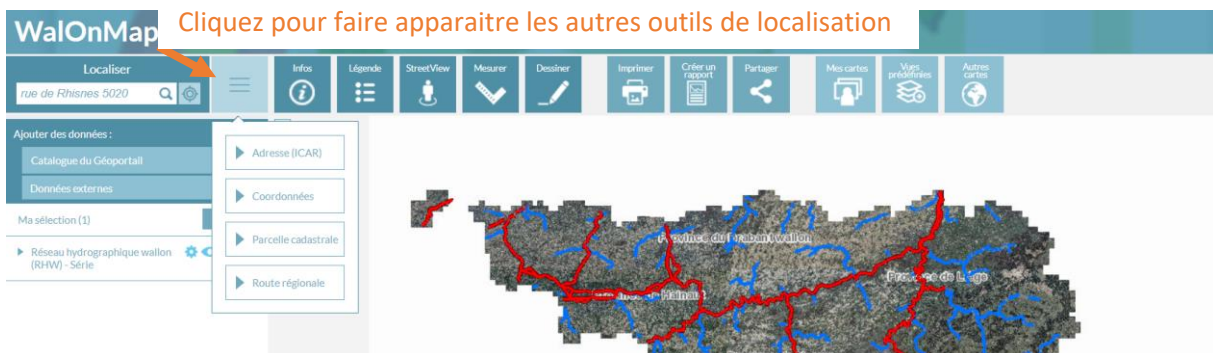 Cliquez pour faire apparaitre les autres outils de localisation
WalOnMap
Localiser
rue de Rhisnes 5020
Infos
Légende
StreetView
Mesurer
Dessiner
Imprimer
Créer un
rapport
Partager
Mes cartes
Vues
prédéfinies
Autres
cartes
Ajouter des données :
Catalogue du Géoportail
Données externes
Ma sélection (1)
Réseau hydrographique wallon
(RHW) - Série
Adresse (ICAR)
Coordonnées
Parcelle cadastrale
Route régionale
Province du Brabant wallon
Province de Liège
Hainaut